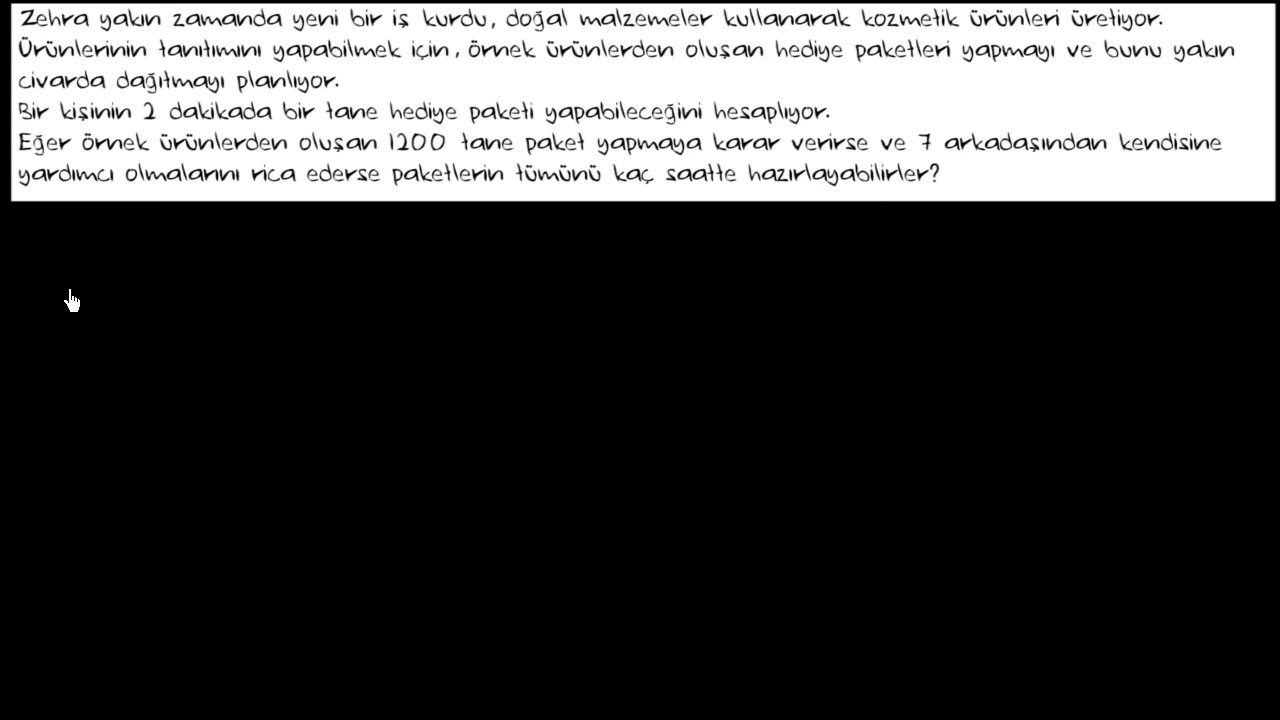 Zehra yakın zamanda yeni bir iş kurdu, doğal malzemeler kullanarak kozmetik ürünleri üretiyor.
Ürünlerinin tanıtımını yapabilmek için, örnek ürünlerden oluşan hediye paketleri yapmayı ve bunu yakın
civarda dağıtmayı planlıyor.
Bir kişinin 2 dakikada bir tane hediye paketi yapabileceğini hesaplıyor.
Eğer örnek ürünlerden oluşan 1200 tane paket yapmaya karar verirse ve 7 arkadaşından kendisine
yardımcı olmalarını rica ederse paketlerin tümünü kaç saatte hazırlayabilirler?